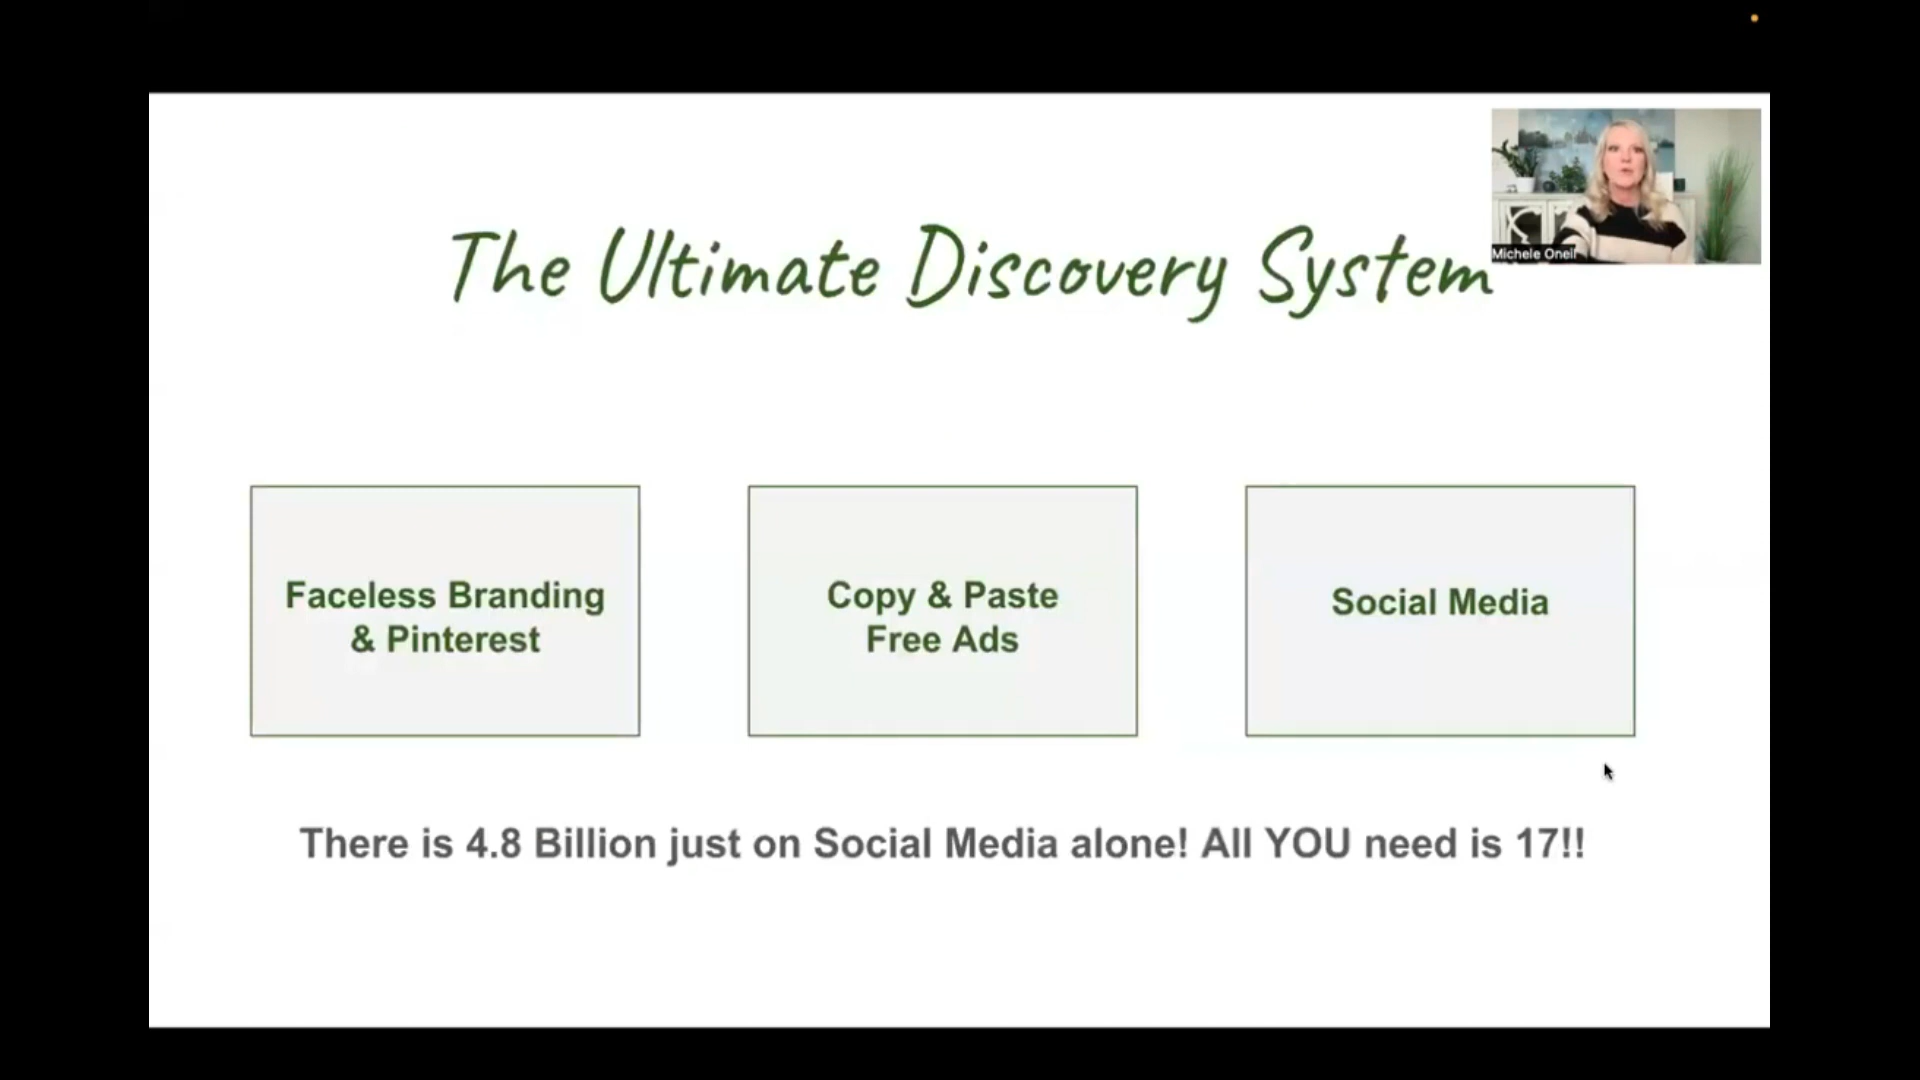 The Ultimate Discovery System
Michele Oneil
Faceless Branding
& Pinterest
Copy & Paste
Free Ads
Social Media
There is 4.8 Billion just on Social Media alone! All YOU need is 17!!